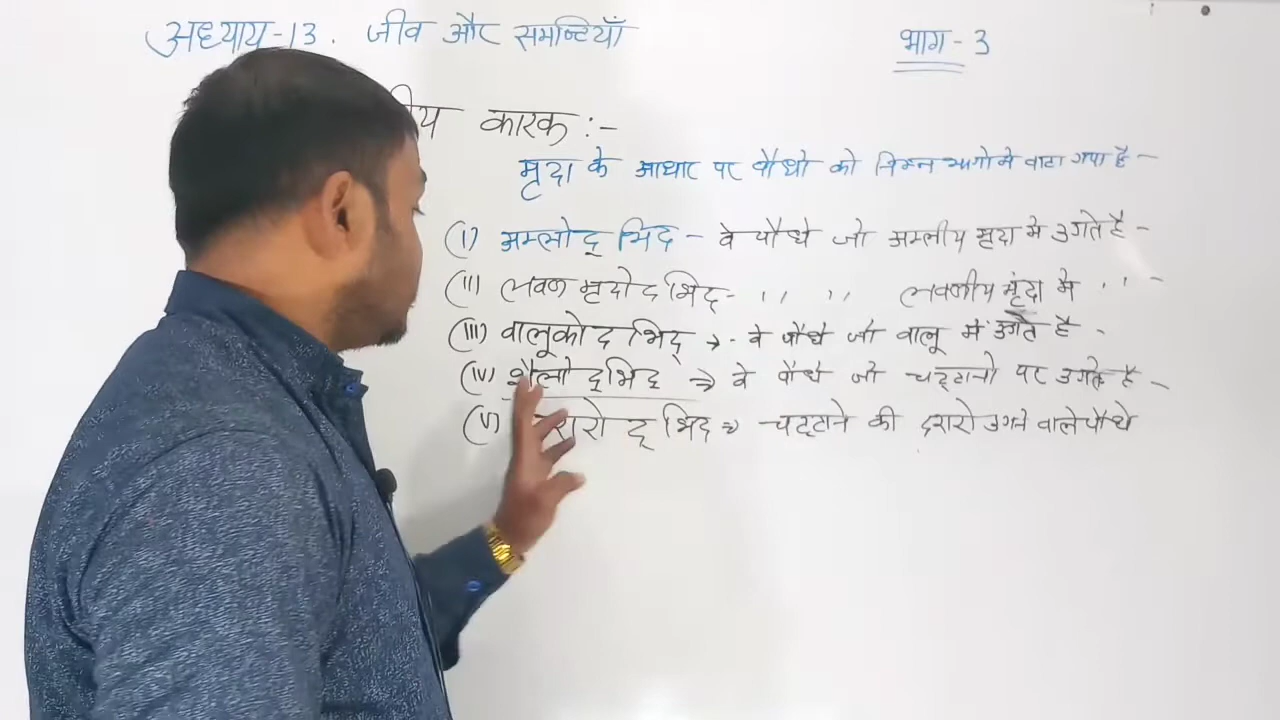 अध्याय-13. जीव और समष्टियाँ
भाग - 3
कारक :-
मृदा के आधार पर पौधो को निम्न भागो मे बाटा गया है -
(I) अम्लोद् भिद - वे पौधे जो अम्लीय मृदा मे उगते है -
(II) लवण मृदोद भिद् - ,, ,, लवणीय मृंदा मे ,, -
(III) वालुकोद भिद् → - वे पौधे जो वालू में उगते है -
(IV) शैलोद्भिद → वे पौधे जो चट्टानो पर उगते है -
(V) भिद → चट्टाने की दरारो उगने वाले पौधे